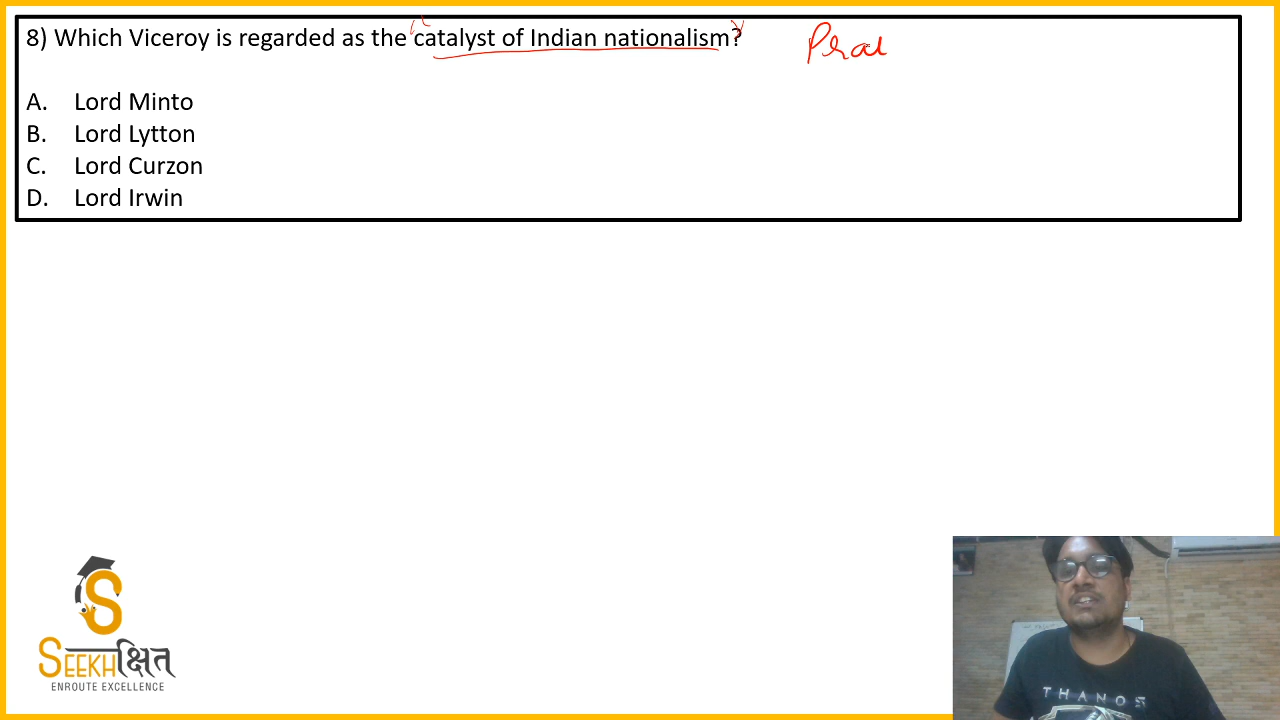 8) Which Viceroy is regarded as the catalyst of Indian nationalism?
Pra
A. Lord Minto
B. Lord Lytton
C. Lord Curzon
D. Lord Irwin
S
SEEKHक्षित
ENROUTE EXCELLENCE
THANOS